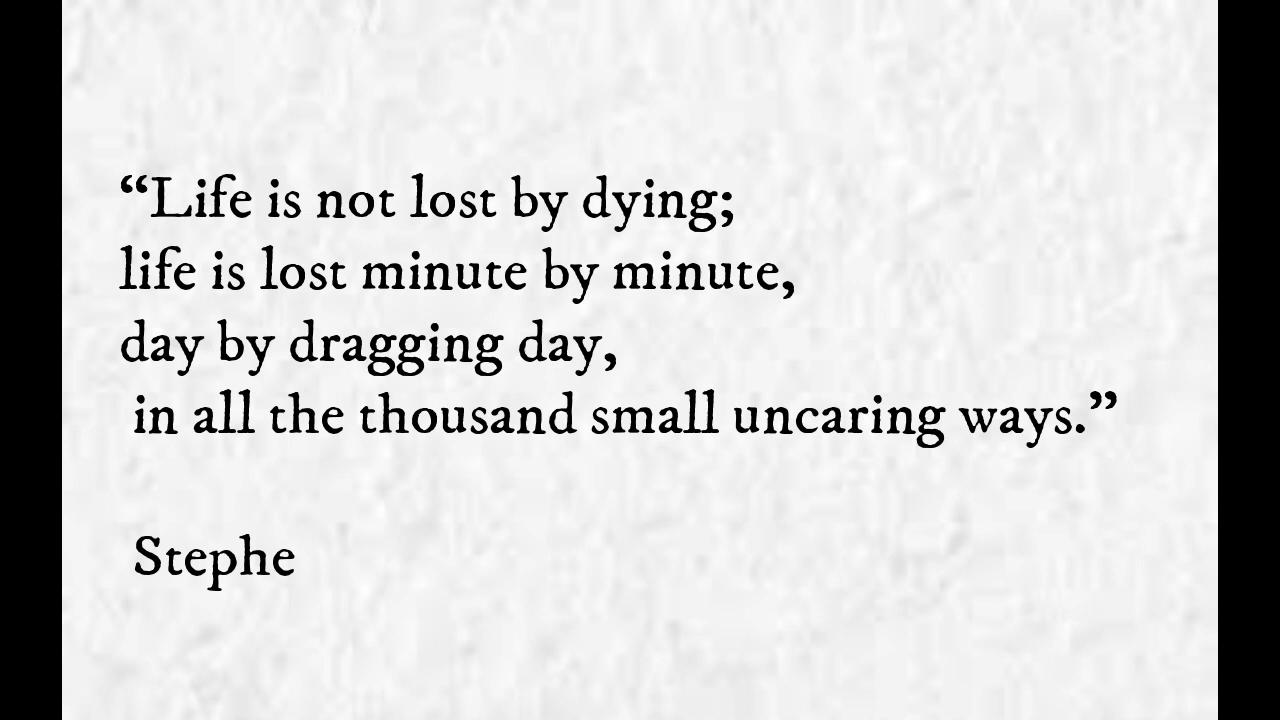 “Life is not lost by dying;
life is lost minute by minute,
day by dragging day,
in all the thousand small uncaring ways.”
Stephe